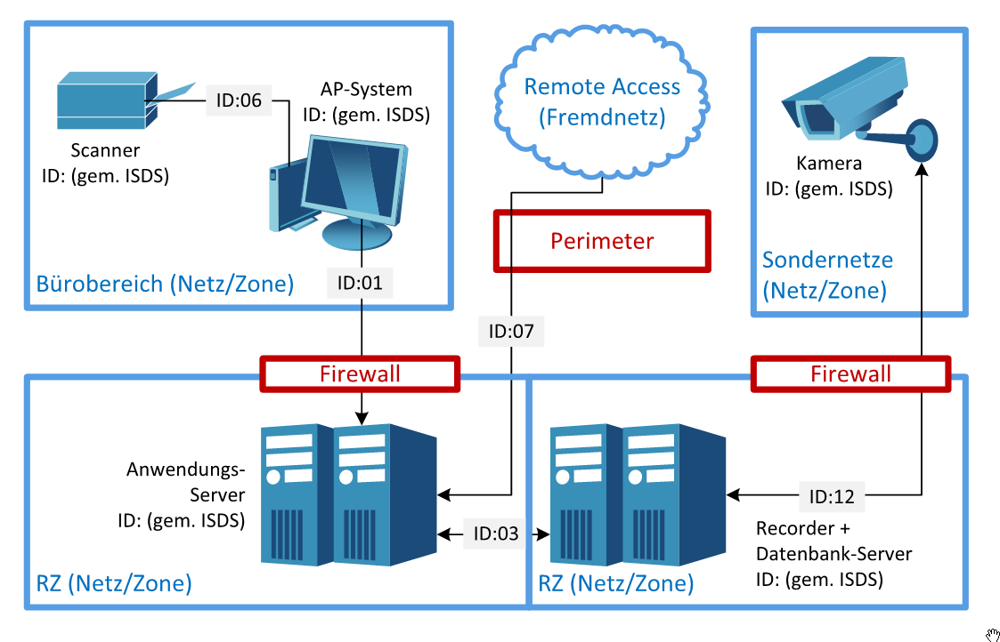 ID:06
AP-System
ID: (gem. ISDS)
Scanner
ID: (gem. ISDS)
ID:01
Bürobereich (Netz/Zone)
Remote Access
(Fremdnetz)
Perimeter
ID:07
Kamera
ID: (gem. ISDS)
Sondernetze
(Netz/Zone)
Firewall
Firewall
Anwendungs-
Server
ID: (gem. ISDS)
ID:03
RZ (Netz/Zone)
ID:12
Recorder +
Datenbank-Server
ID: (gem. ISDS)
RZ (Netz/Zone)